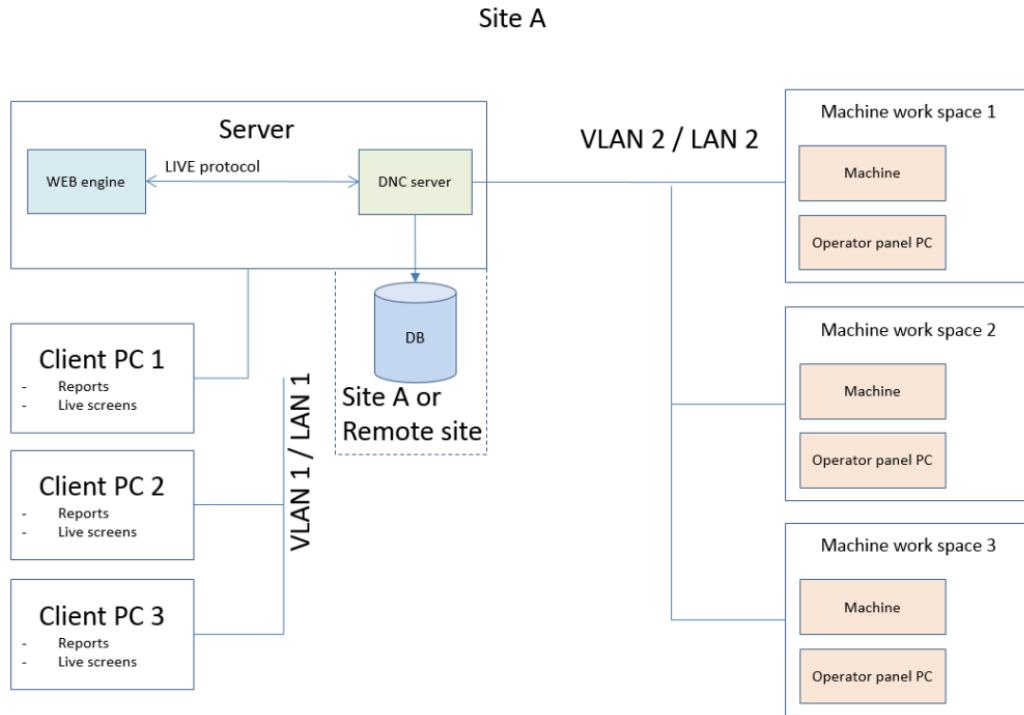 Site A
Server
WEB engine
LIVE protocol
DNC server
DB
Site A or
Remote site
VLAN 1 / LAN 1
Client PC 1
- Reports
- Live screens
Client PC 2
- Reports
- Live screens
Client PC 3
- Reports
- Live screens
VLAN 2 / LAN 2
Machine work space 1
Machine
Operator panel PC
Machine work space 2
Machine
Operator panel PC
Machine work space 3
Machine
Operator panel PC